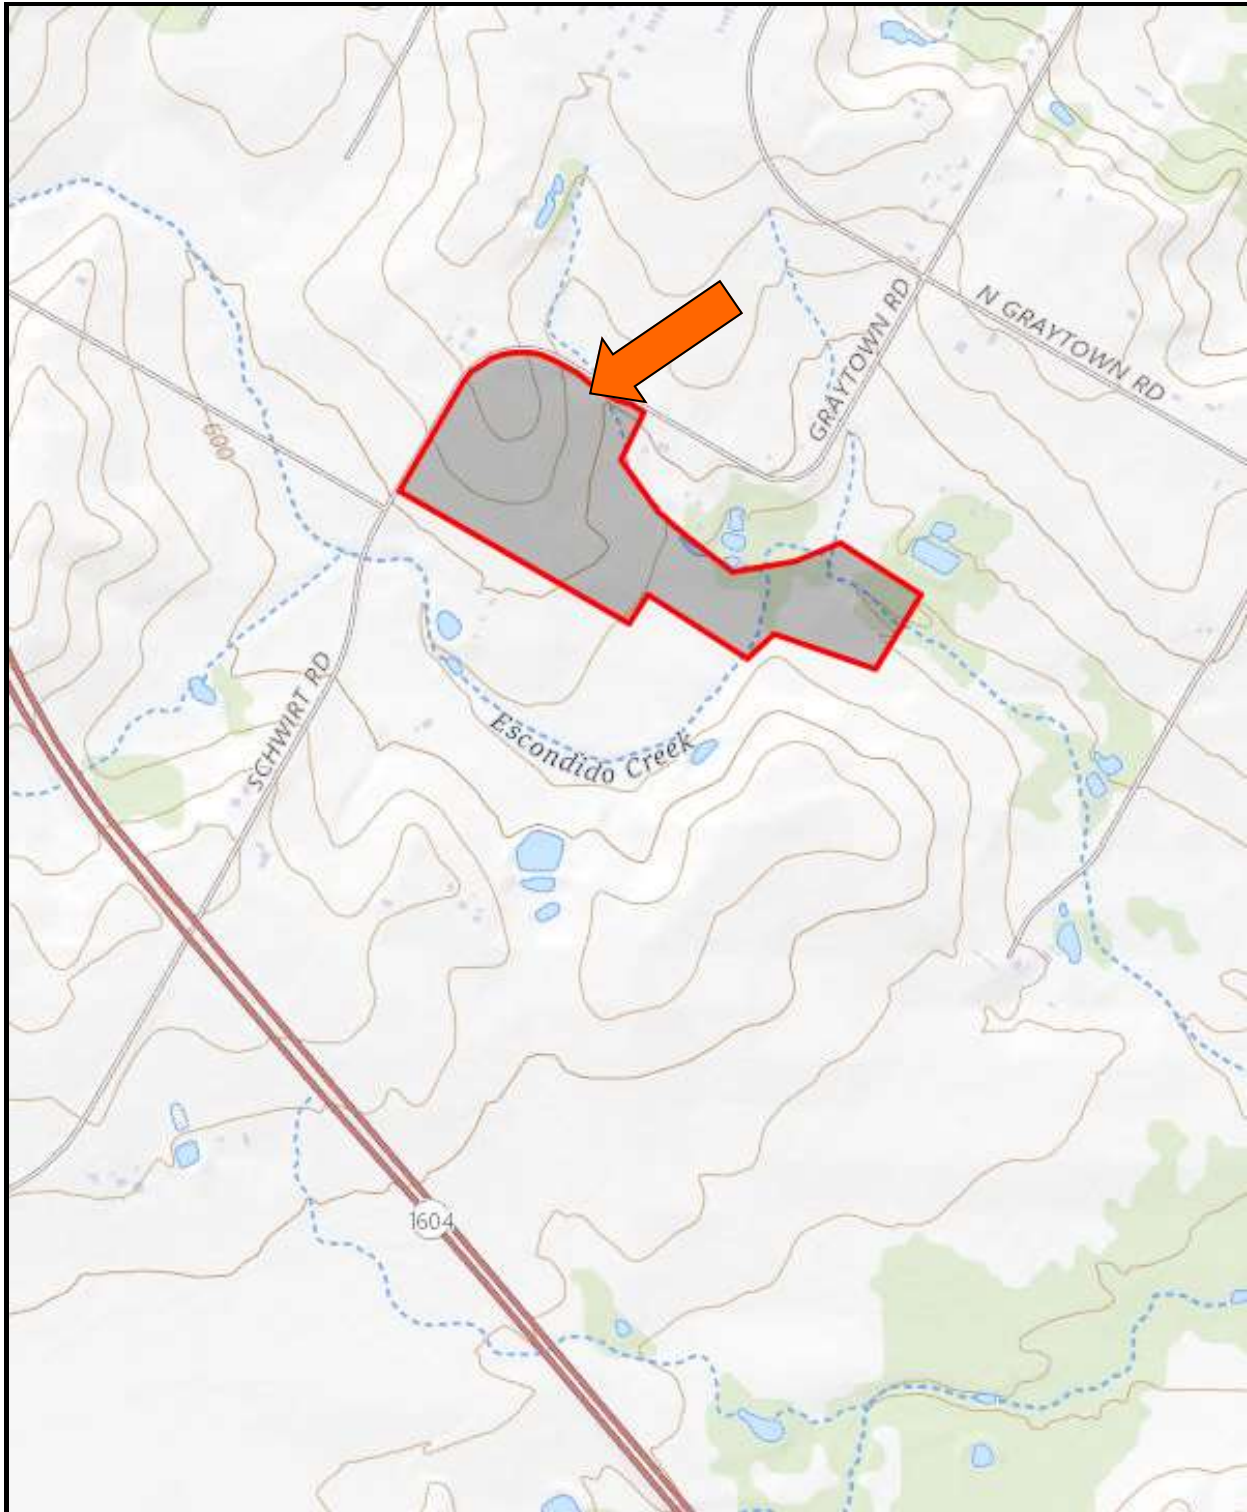 N GRAYTOWN RD
GRAYTOWN RD
600
SCHWIRT RD
Escondido Creek
1604